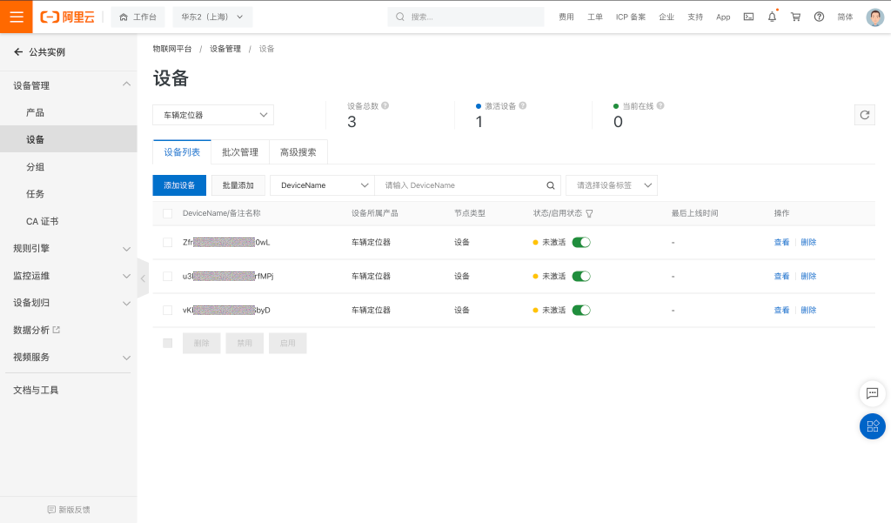 阿里云
工作台
华东2（上海）
搜索...
费用 工单 ICP 备案 企业 支持 App 简体
公共实例
物联网平台 / 设备管理 / 设备
设备
设备管理
产品
设备
分组
任务
CA 证书
规则引擎
监控运维
设备划归
数据分析
视频服务
文档与工具
新版反馈
车辆定位器
设备总数
3
激活设备
1
当前在线
0
设备列表 批次管理 高级搜索
添加设备 批量添加 DeviceName 请输入 DeviceName 请选择设备标签
DeviceName/备注名称 设备所属产品 节点类型 状态/启用状态 最后上线时间 操作
Zfr 0wL 车辆定位器 设备 未激活 - 查看 删除
rfMPj 车辆定位器 设备 未激活 - 查看 删除
byD 车辆定位器 设备 未激活 - 查看 删除
删除 禁用 启用